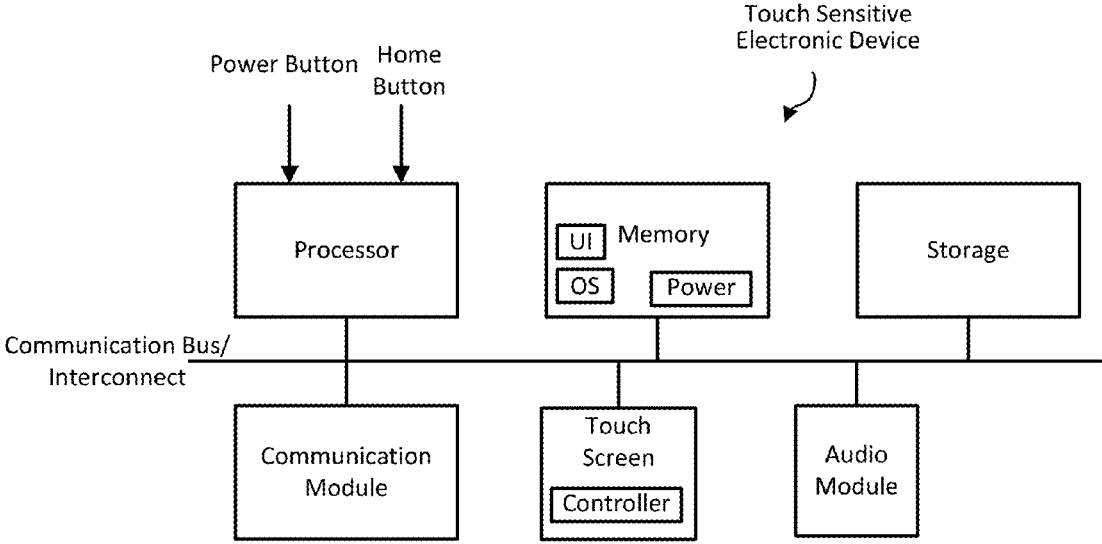 Touch Sensitive
Electronic Device
Power Button
Home
Button
Processor
UI
Memory
OS
Power
Storage
Communication Bus/
Interconnect
Communication
Module
Touch
Screen
Controller
Audio
Module